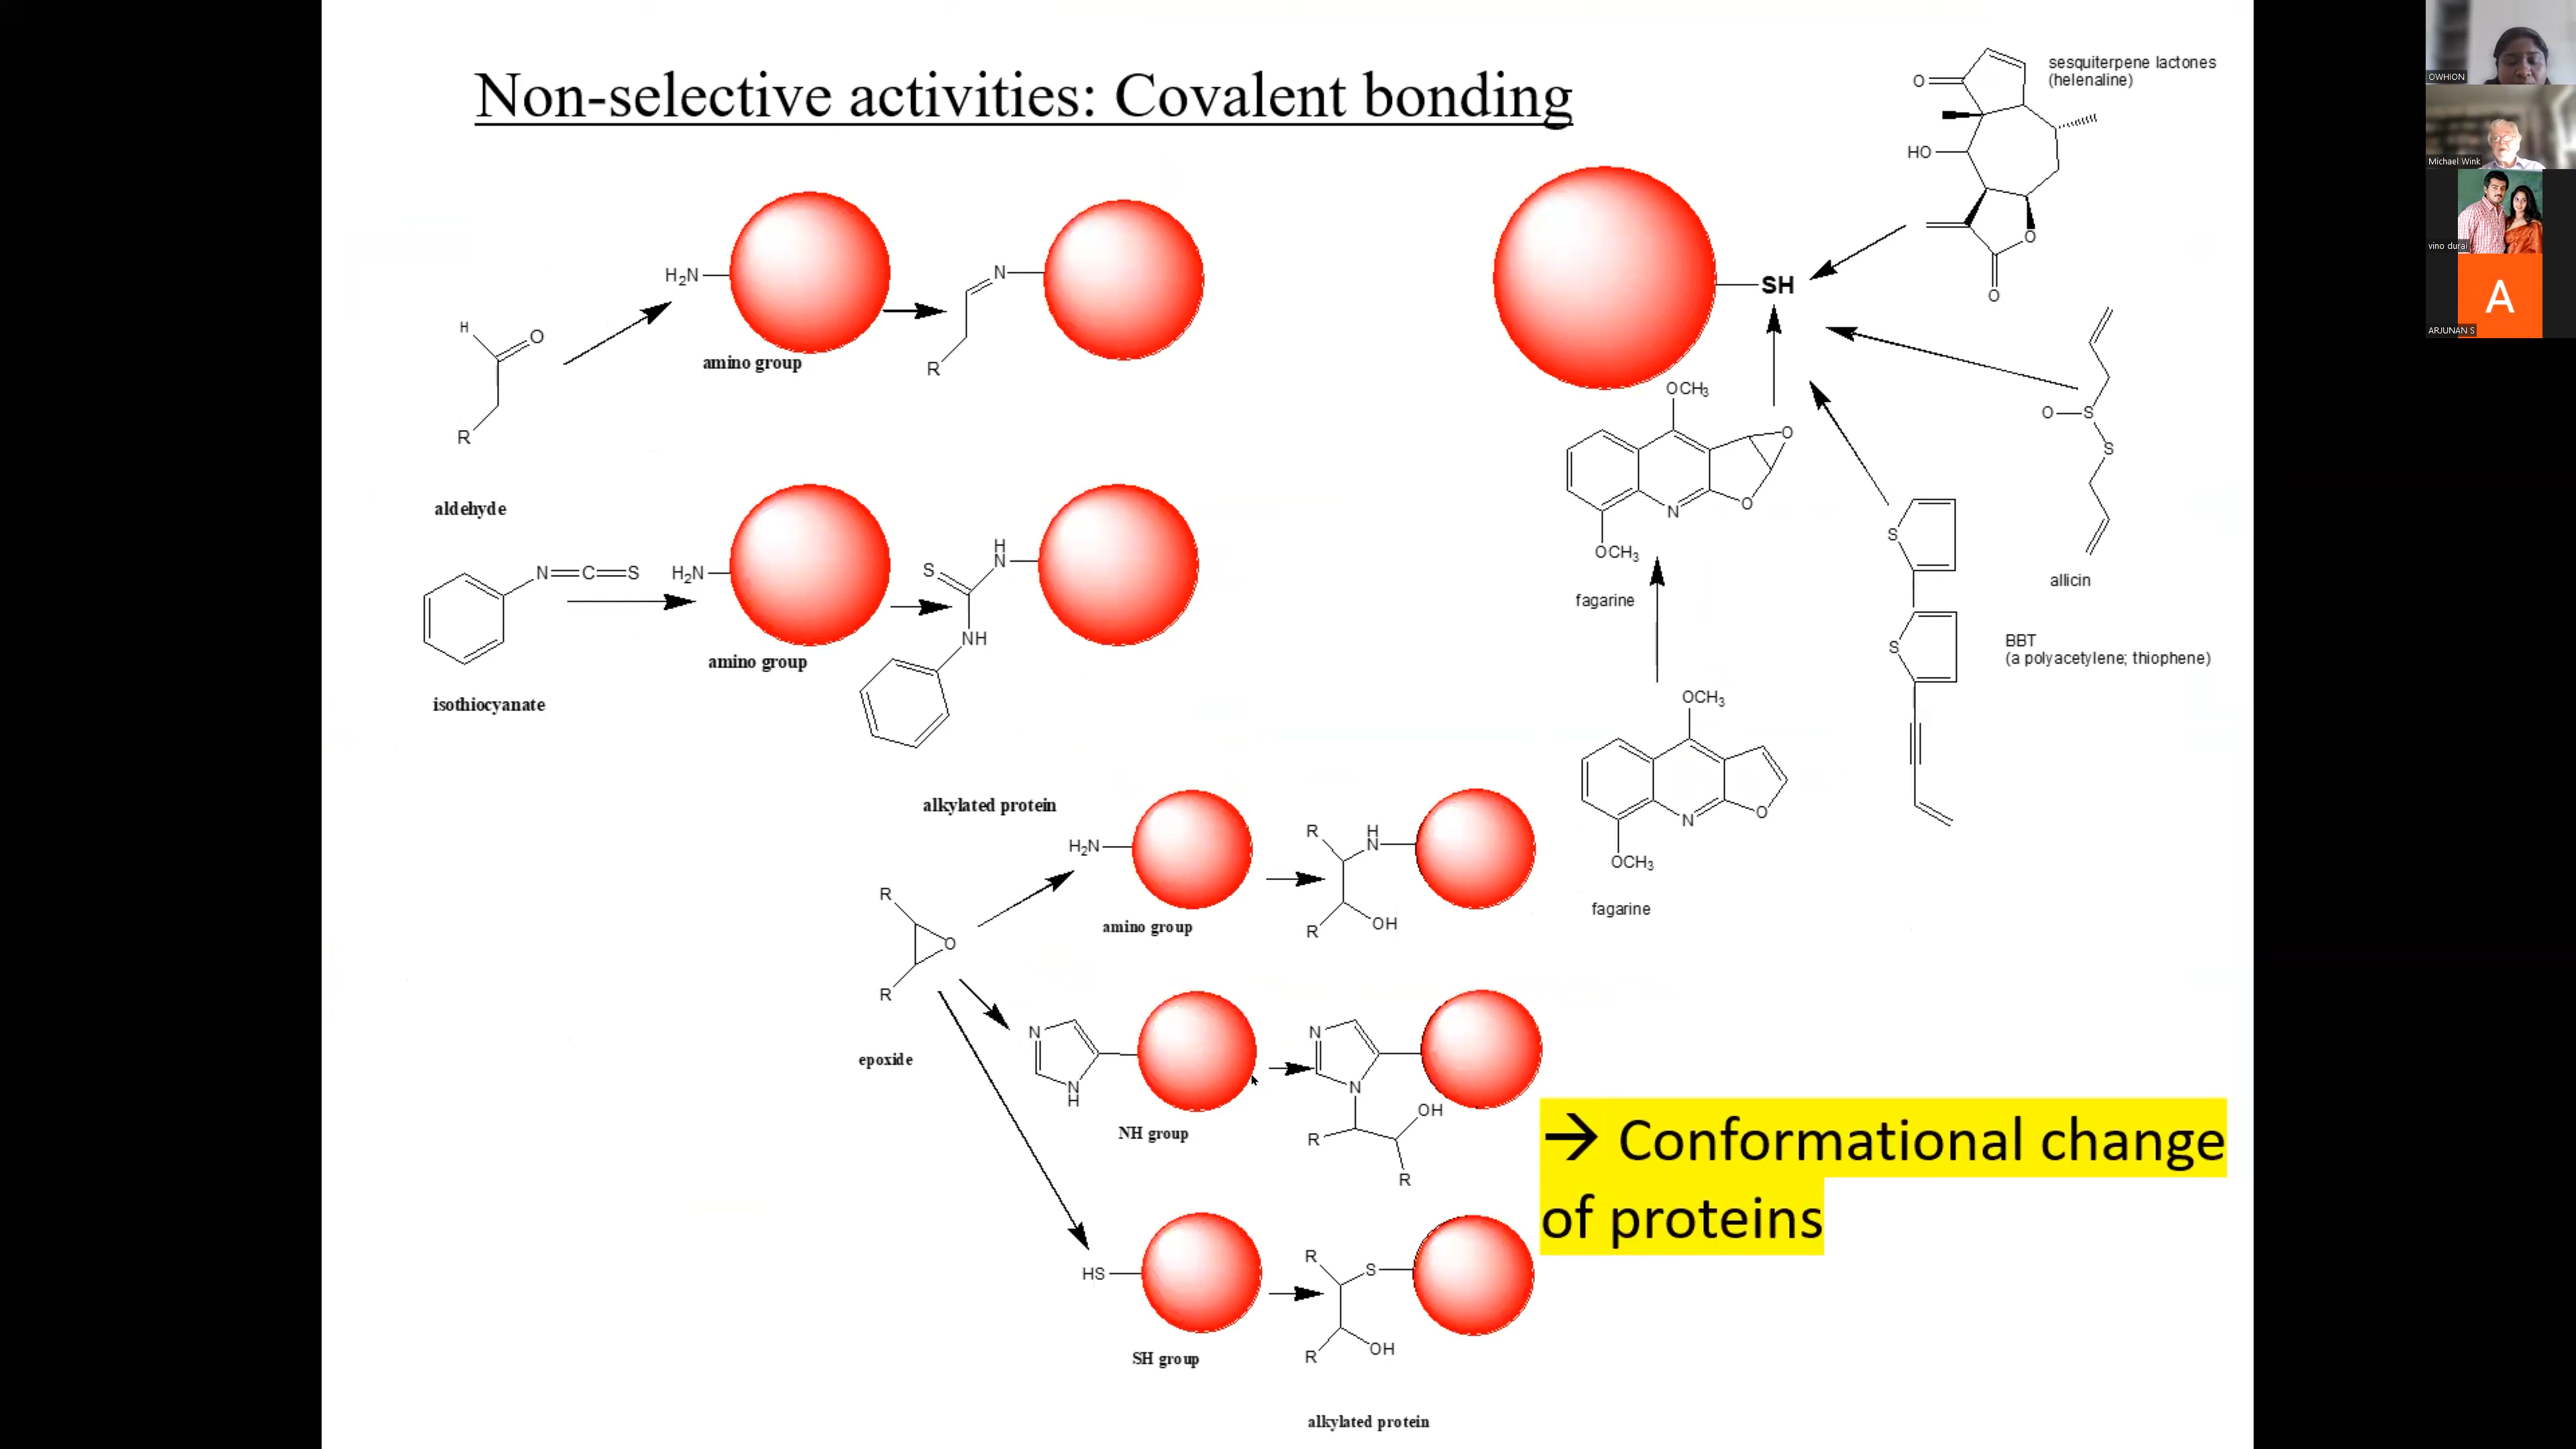 Non-selective activities: Covalent bonding
H
O
R
aldehyde
H₂N
amino group
N
R
N
C
S
isothiocyanate
H₂N
amino group
S
H
N
NH
alkylated protein
R
O
R
epoxide
H₂N
amino group
R
H
N
R
OH
N
N
H
NH group
N
N
R
OH
R
HS
SH group
R
S
R
OH
alkylated protein
SH
O
HO
O
O
sesquiterpene lactones
(helenaline)
O
S
S
allicin
OCH₃
O
N
O
OCH₃
fagarine
S
S
BBT
(a polyacetylene; thiophene)
OCH₃
N
O
OCH₃
fagarine
→ Conformational change
of proteins
OWHION
Michael Wink
vino durai
A
ARJUNAN S